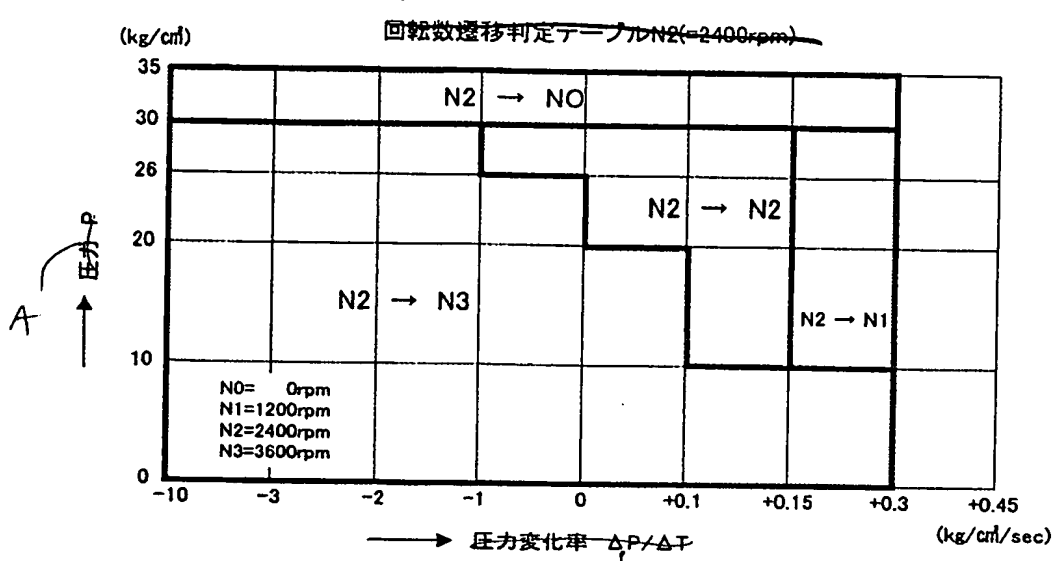 回転数遷移判定テーブルN2(=2400rpm)
(kg/c㎡)
35
N2 → NO
30
26
N2 → N2
圧力 P
20
A
N2 → N3
N2 → N1
10
N0= 0rpm
N1=1200rpm
N2=2400rpm
N3=3600rpm
0
-10 -3 -2 -1 0 +0.1 +0.15 +0.3 +0.45
(kg/c㎡/sec)
圧力変化率 ΔP/ΔT